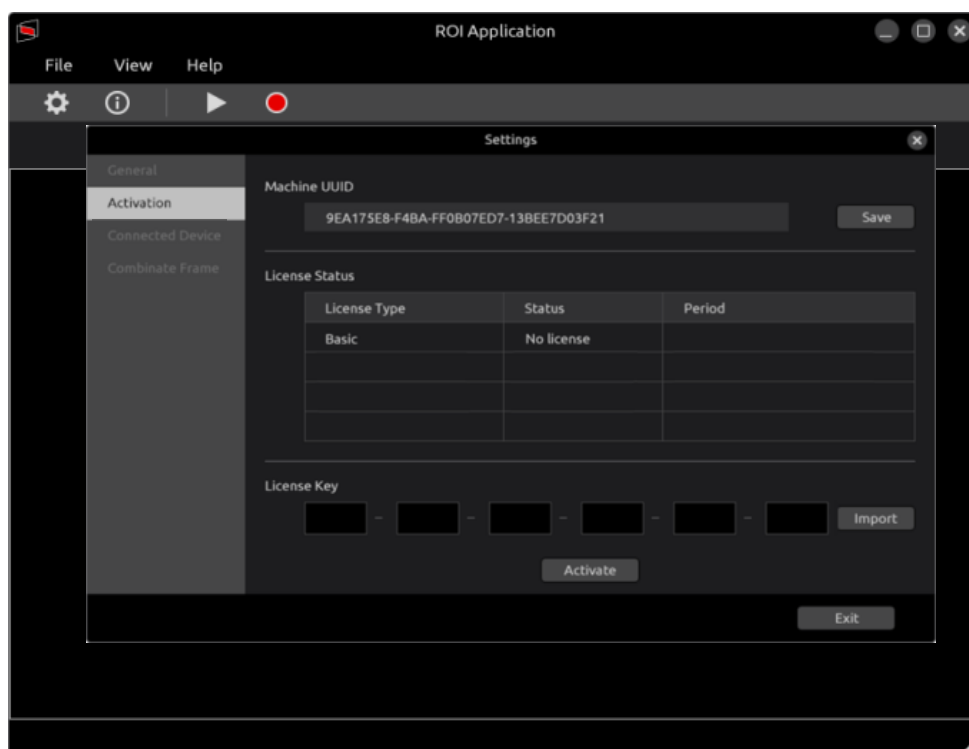 ROI Application
File View Help
Settings
General
Activation
Connected Device
Combinate Frame
Machine UUID
9EA175E8-F4BA-FF0B07ED7-13BEE7D03F21
Save
License Status
License Type Status Period
Basic No license
License Key
– – – – – Import
Activate
Exit